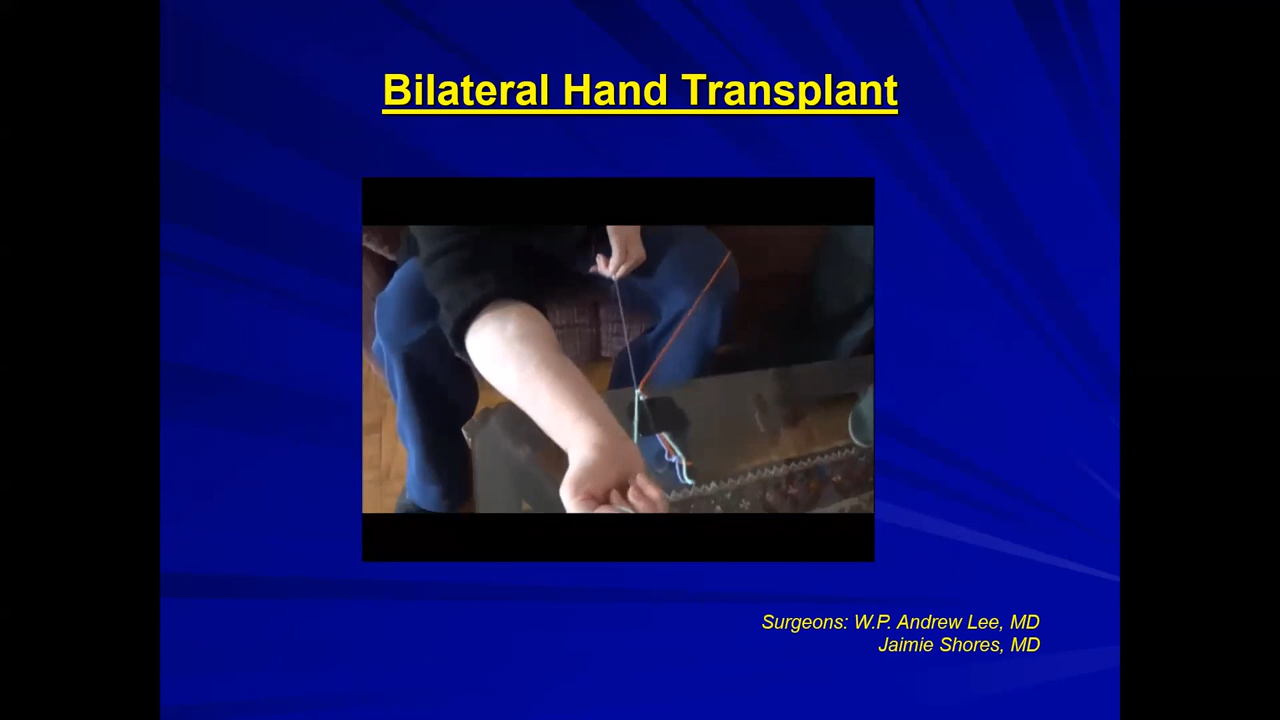 Bilateral Hand Transplant
Surgeons: W.P. Andrew Lee, MD
Jaimie Shores, MD